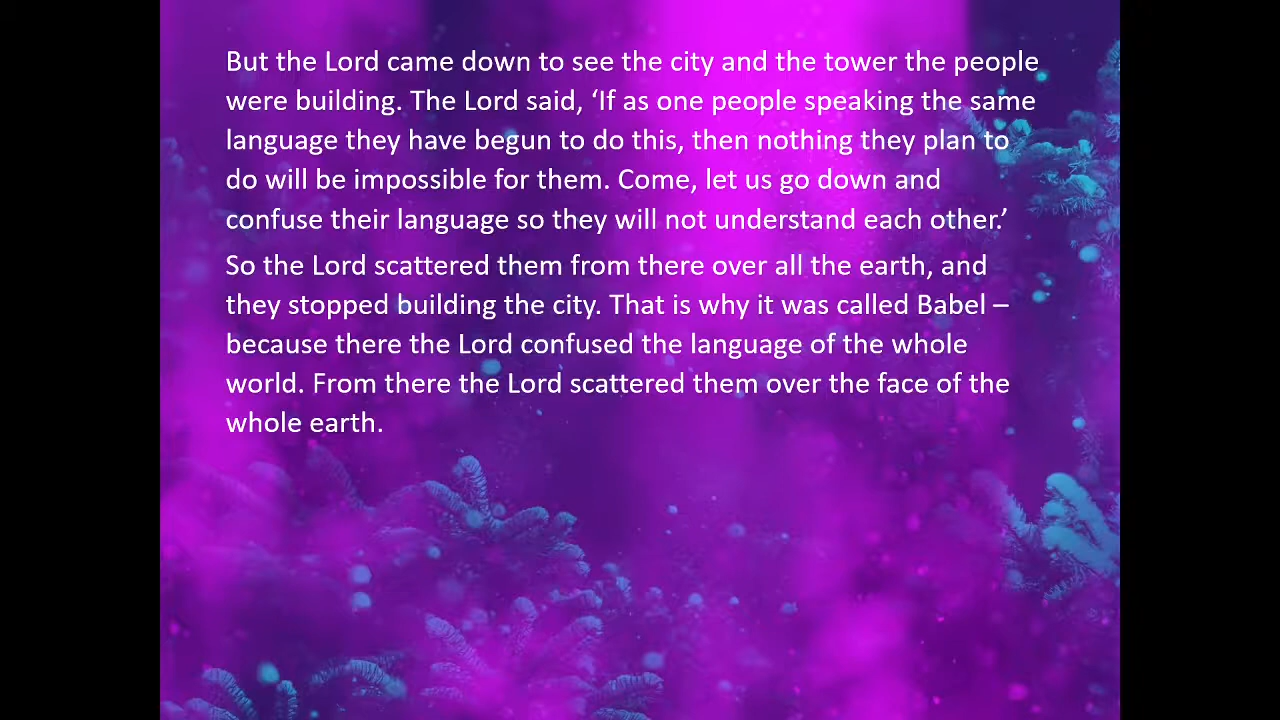 But the Lord came down to see the city and the tower the people
were building. The Lord said, ‘If as one people speaking the same
language they have begun to do this, then nothing they plan to
do will be impossible for them. Come, let us go down and
confuse their language so they will not understand each other.’
So the Lord scattered them from there over all the earth, and
they stopped building the city. That is why it was called Babel –
because there the Lord confused the language of the whole
world. From there the Lord scattered them over the face of the
whole earth.